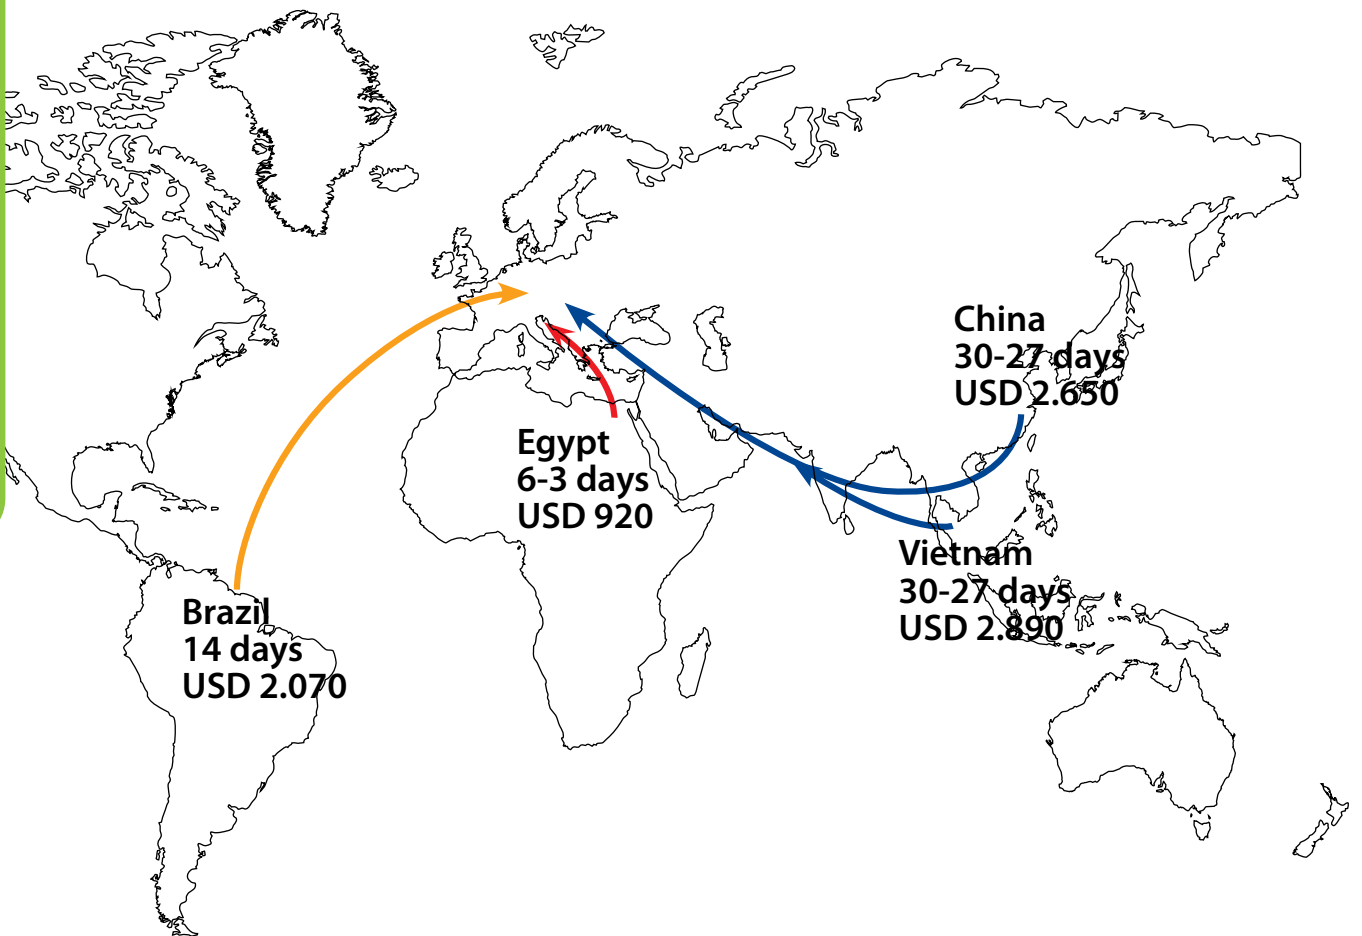 China
30-27 days
USD 2.650
Egypt
6-3 days
USD 920
Vietnam
30-27 days
USD 2.890
Brazil
14 days
USD 2.070